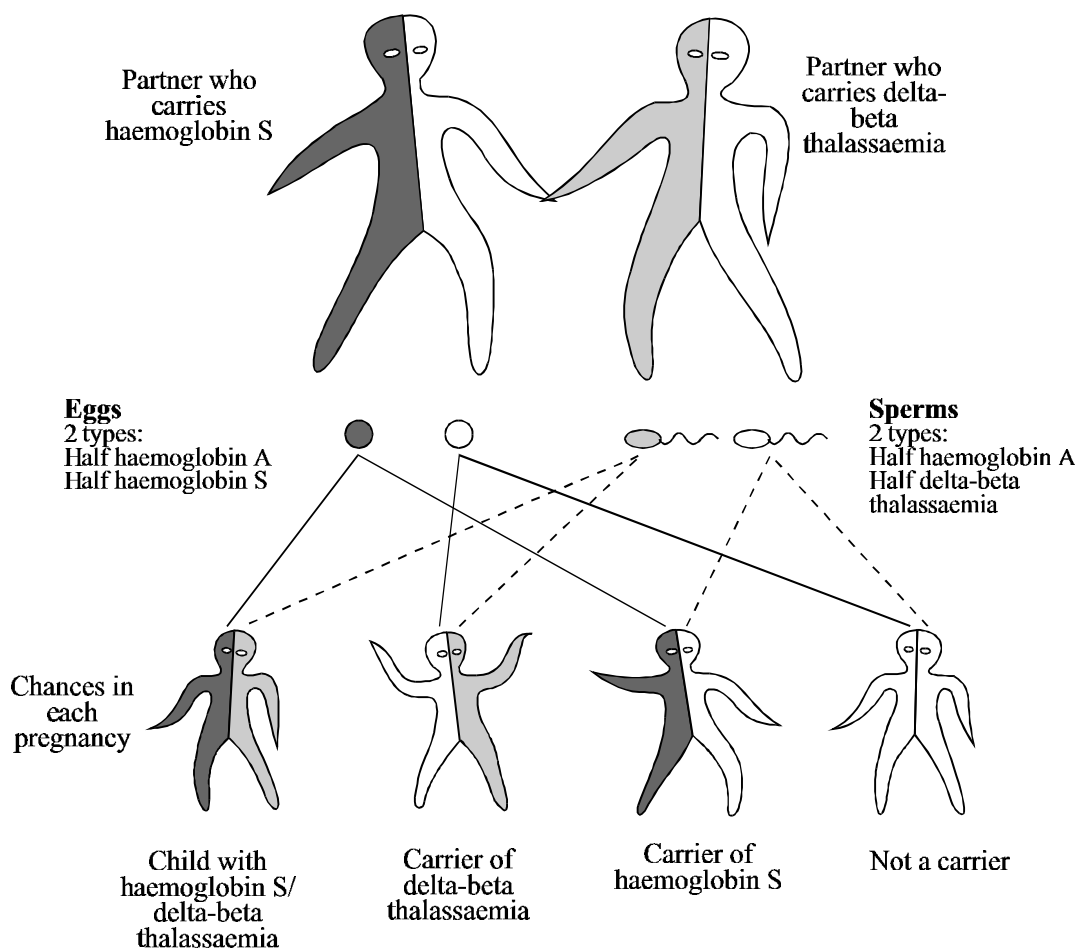 Partner who
carries
haemoglobin S
Partner who
carries delta-
beta
thalassaemia
Eggs
2 types:
Half haemoglobin A
Half haemoglobin S
Sperms
2 types:
Half haemoglobin A
Half delta-beta
thalassaemia
Chances in
each
pregnancy
Child with
haemoglobin S/
delta-beta
thalassaemia
Carrier of
delta-beta
thalassaemia
Carrier of
haemoglobin S
Not a carrier